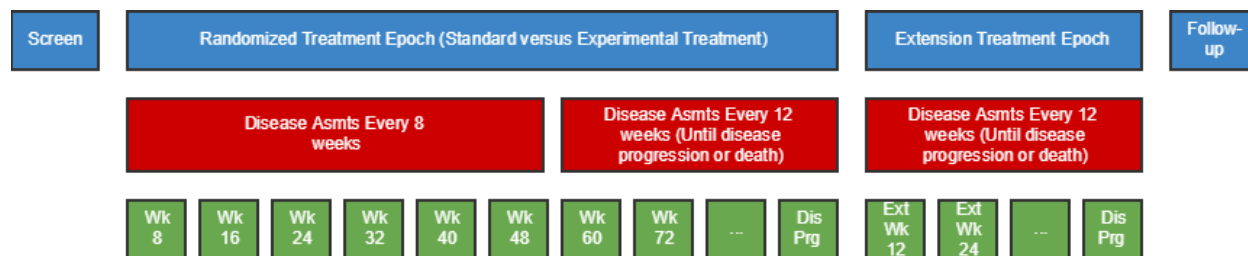 Screen
Randomized Treatment Epoch (Standard versus Experimental Treatment)
Extension Treatment Epoch
Follow-
up
Disease Asmts Every 8
weeks
Disease Asmts Every 12
weeks (Until disease
progression or death)
Disease Asmts Every 12
weeks (Until disease
progression or death)
Wk
8
Wk
16
Wk
24
Wk
32
Wk
40
Wk
48
Wk
60
Wk
72
...
Dis
Prg
Ext
Wk
12
Ext
Wk
24
...
Dis
Prg